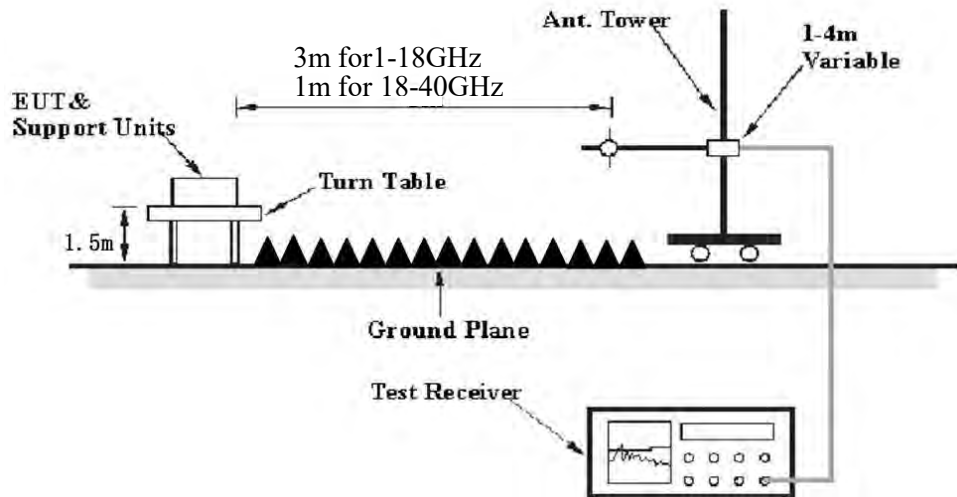 Ant. Tower
1-4m
Variable
3m for1-18GHz
1m for 18-40GHz
EUT&
Support Units
Turn Table
1.5m
Ground Plane
Test Receiver